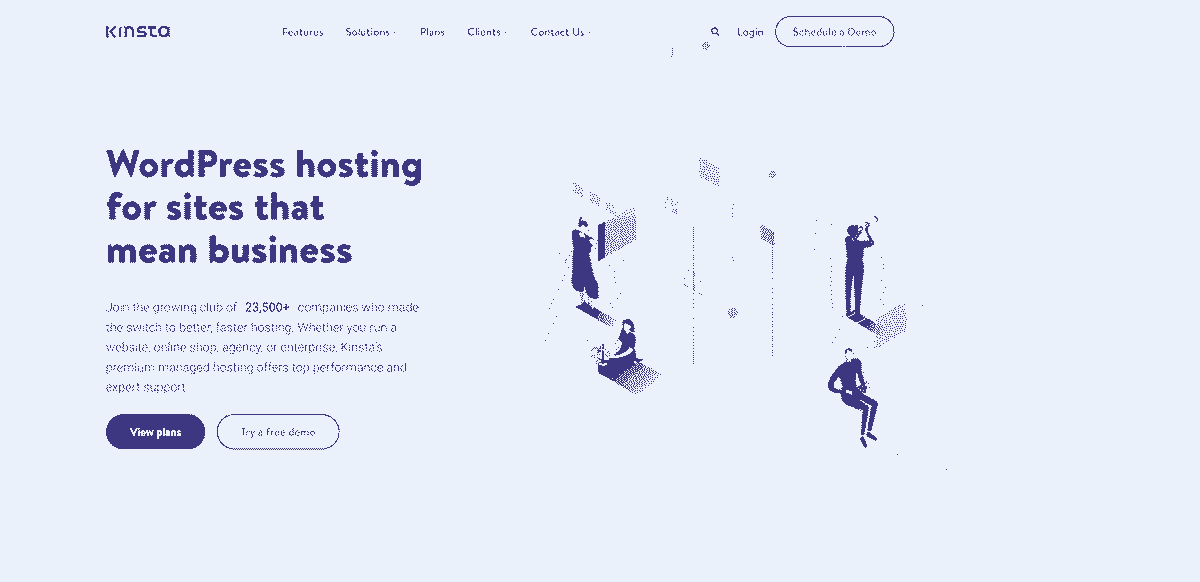 KINSTA
Features Solutions Plans Clients Contact Us Login Schedule a Demo
WordPress hosting
for sites that
mean business
Join the growing club of 23,500+ companies who made
the switch to better, faster hosting. Whether you run a
website, online shop, agency, or enterprise, Kinsta's
premium managed hosting offers top performance and
expert support
View plans Try a free demo